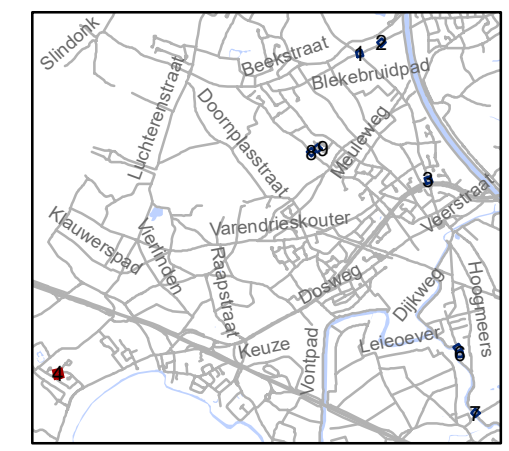 Slindonk
Beekstraat
1
2
Blekebruidpad
Luchterenstraat
Doornplasstraat
Meuleweg
8
9
3
Veerstraat
Klauwerspad
Vierlinden
Varendrieskouter
Raapstraat
Dosweg
Dijkweg
Hoogmeers
Keuze
Vontpad
Leieoever
6
4
7